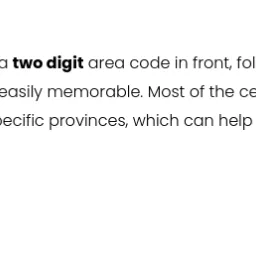 a two digit area code in front, fol
easily memorable. Most of the ce
pecific provinces, which can help